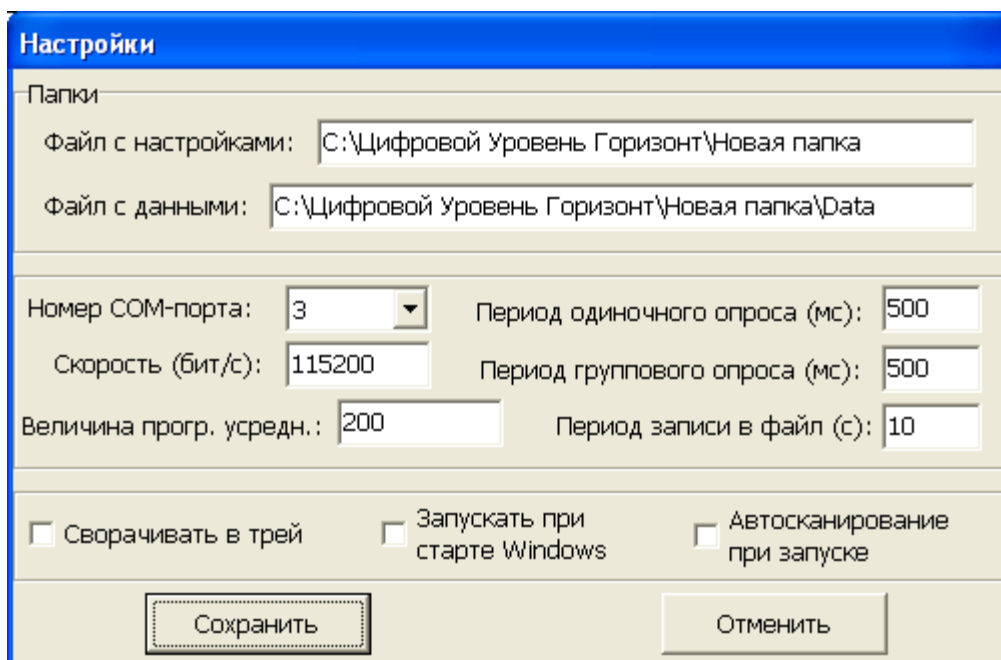 Настройки
Папки
Файл с настройками: C:\Цифровой Уровень Горизонт\Новая папка
Файл с данными: C:\Цифровой Уровень Горизонт\Новая папка\Data
Номер COM-порта: 3 Период одиночного опроса (мс): 500
Скорость (бит/с): 115200 Период группового опроса (мс): 500
Величина прогр. усредн.: 200 Период записи в файл (с): 10
Сворачивать в трей
Запускать при
старте Windows
Автосканирование
при запуске
Сохранить Отменить